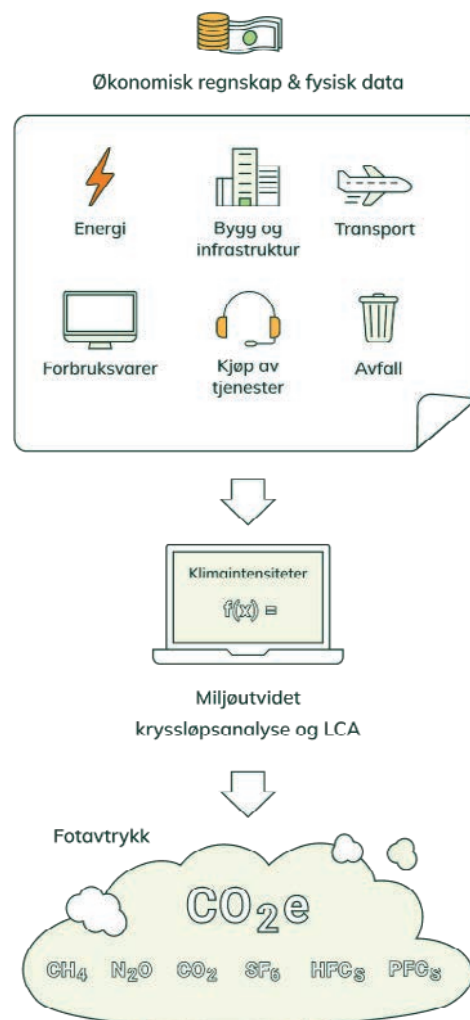 Økonomisk regnskap & fysisk data
Energi
Bygg og
infrastruktur
Transport
Forbruksvarer
Kjøp av
tjenester
Avfall
Klimaintensiteter
f(x) =
Miljøutvidet
kryssløpsanalyse og LCA
Fotavtrykk
CO₂e
CH₄ N₂O CO₂ SF₆ HFCₛ PFCₛ